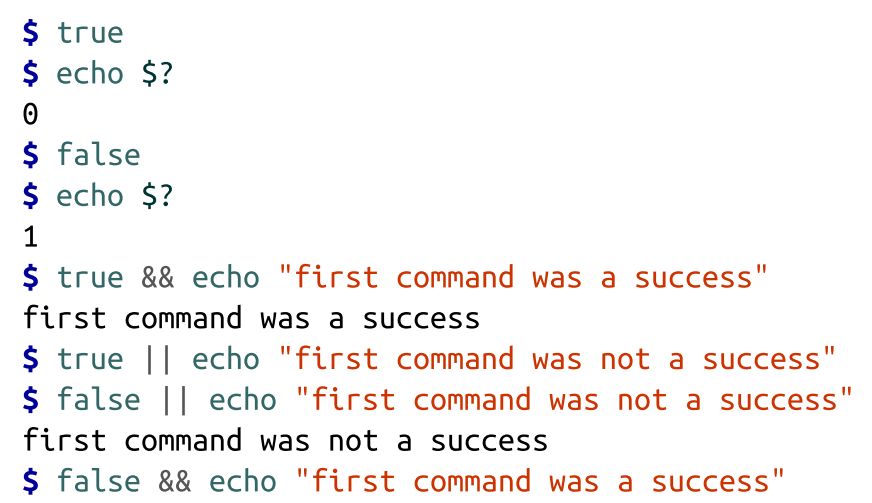 $ true
$ echo $?
0
$ false
$ echo $?
1
$ true && echo "first command was a success"
first command was a success
$ true || echo "first command was not a success"
$ false || echo "first command was not a success"
first command was not a success
$ false && echo "first command was a success"